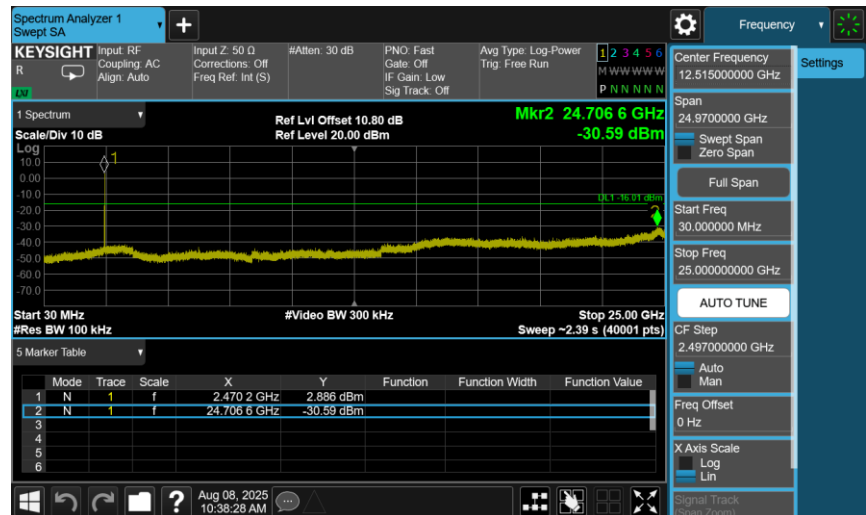 Spectrum Analyzer 1
Swept SA
Frequency
KEYSIGHT
R
LXI
Input: RF
Coupling: AC
Align: Auto
Input Z: 50 Ω
Corrections: Off
Freq Ref: Int (S)
#Atten: 30 dB
PNO: Fast
Gate: Off
IF Gain: Low
Sig Track: Off
Avg Type: Log-Power
Trig: Free Run
1 2 3 4 5 6
M W W W W W
P N N N N N
Center Frequency
12.515000000 GHz
Settings
Span
24.9700000 GHz
Swept Span
Zero Span
Full Span
Start Freq
30.000000 MHz
Stop Freq
25.000000000 GHz
AUTO TUNE
CF Step
2.497000000 GHz
Auto
Man
Freq Offset
0 Hz
X Axis Scale
Log
Lin
Signal Track
(Span Zoom)
1 Spectrum
Scale/Div 10 dB
Ref Lvl Offset 10.80 dB
Ref Level 20.00 dBm
Mkr2 24.706 6 GHz
-30.59 dBm
Log
10.0
0.00
-10.0
-20.0
-30.0
-40.0
-50.0
-60.0
-70.0
1
DL1 -16.01 dBm
2
Start 30 MHz
#Res BW 100 kHz
#Video BW 300 kHz
Stop 25.00 GHz
Sweep ~2.39 s (40001 pts)
5 Marker Table
Mode Trace Scale X Y Function Function Width Function Value
1 N 1 f 2.470 2 GHz 2.886 dBm
2 N 1 f 24.706 6 GHz -30.59 dBm
3
4
5
6
?
Aug 08, 2025
10:38:28 AM